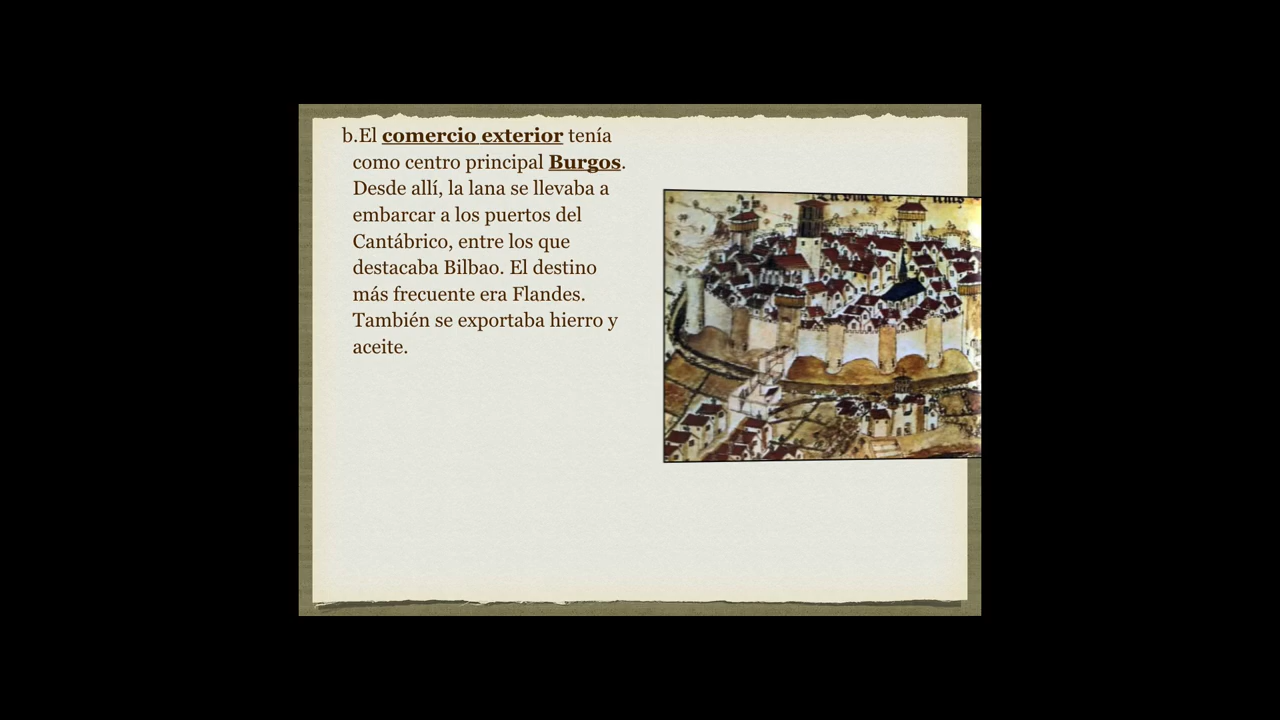 b.El comercio exterior tenía
como centro principal Burgos.
Desde allí, la lana se llevaba a
embarcar a los puertos del
Cantábrico, entre los que
destacaba Bilbao. El destino
más frecuente era Flandes.
También se exportaba hierro y
aceite.